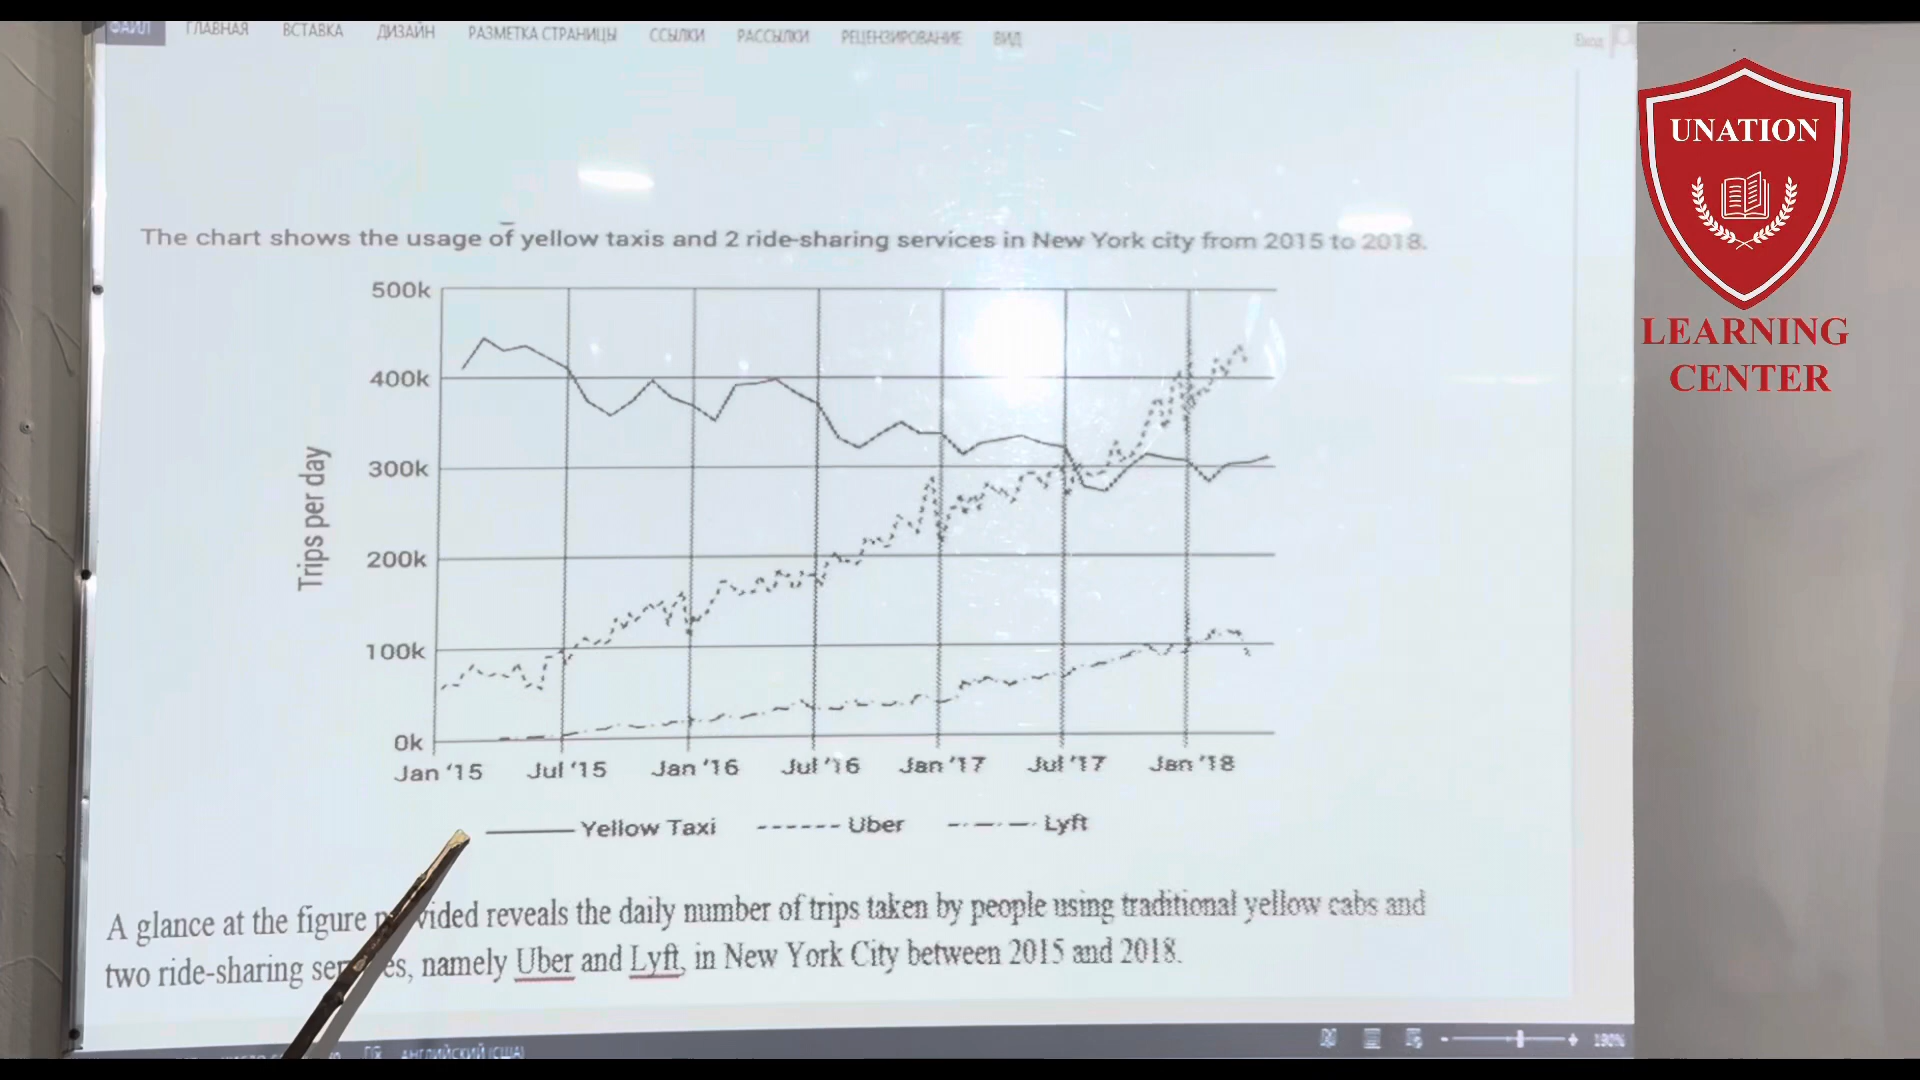 ФАЙЛ ГЛАВНАЯ ВСТАВКА ДИЗАЙН РАЗМЕТКА СТРАНИЦЫ ССЫЛКИ РАССЫЛКИ РЕЦЕНЗИРОВАНИЕ ВИД Вход
UNATION
LEARNING
CENTER
The chart shows the usage of yellow taxis and 2 ride-sharing services in New York city from 2015 to 2018.
500k
400k
300k
200k
100k
0k
Trips per day
Jan '15 Jul '15 Jan '16 Jul '16 Jan '17 Jul '17 Jan '18
Yellow Taxi Uber Lyft
A glance at the figure reveals the daily number of trips taken by people using traditional yellow cabs and
two ride-sharing namely Uber and Lyft, in New York City between 2015 and 2018.
АНГЛИЙСКИЙ (США) 190%